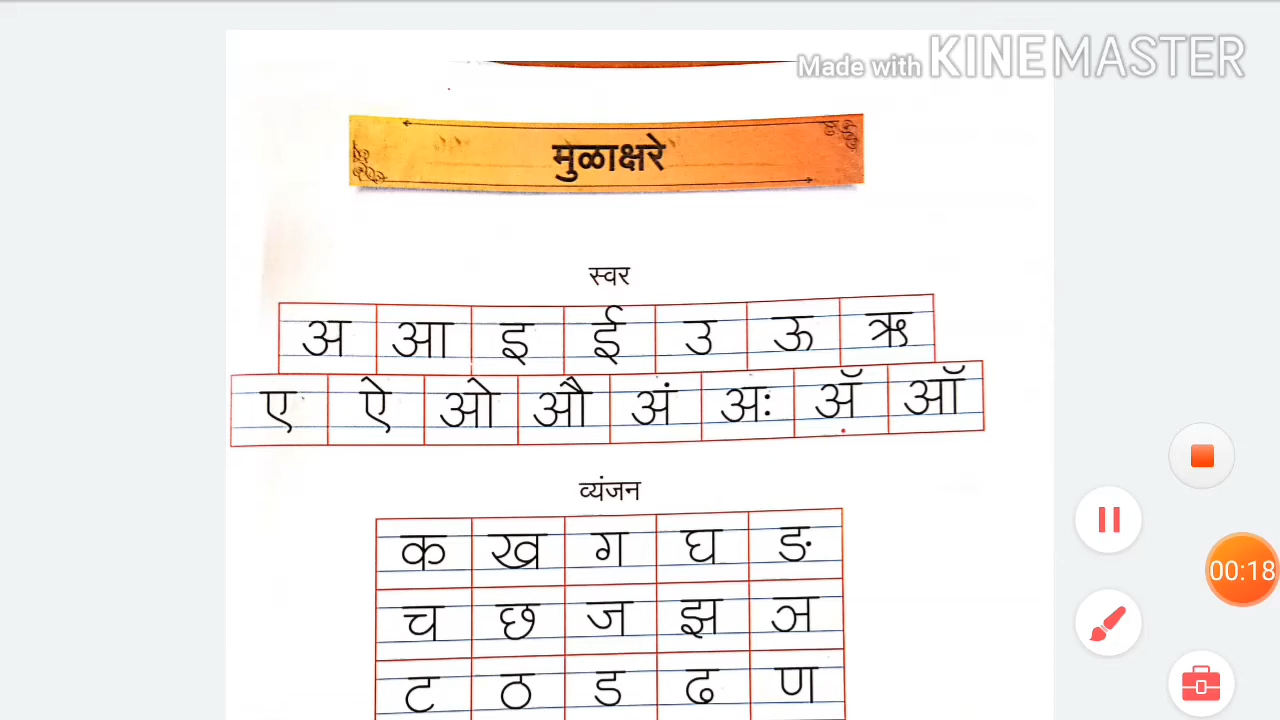 Made with KINEMASTER
मुळाक्षरे
स्वर
अ आ इ ई उ ऊ ऋ
ए ऐ ओ औ अं अः ॲ ऑ
व्यंजन
क ख ग घ ङ
च छ ज झ ञ
00:18
ट ठ ड ढ ण